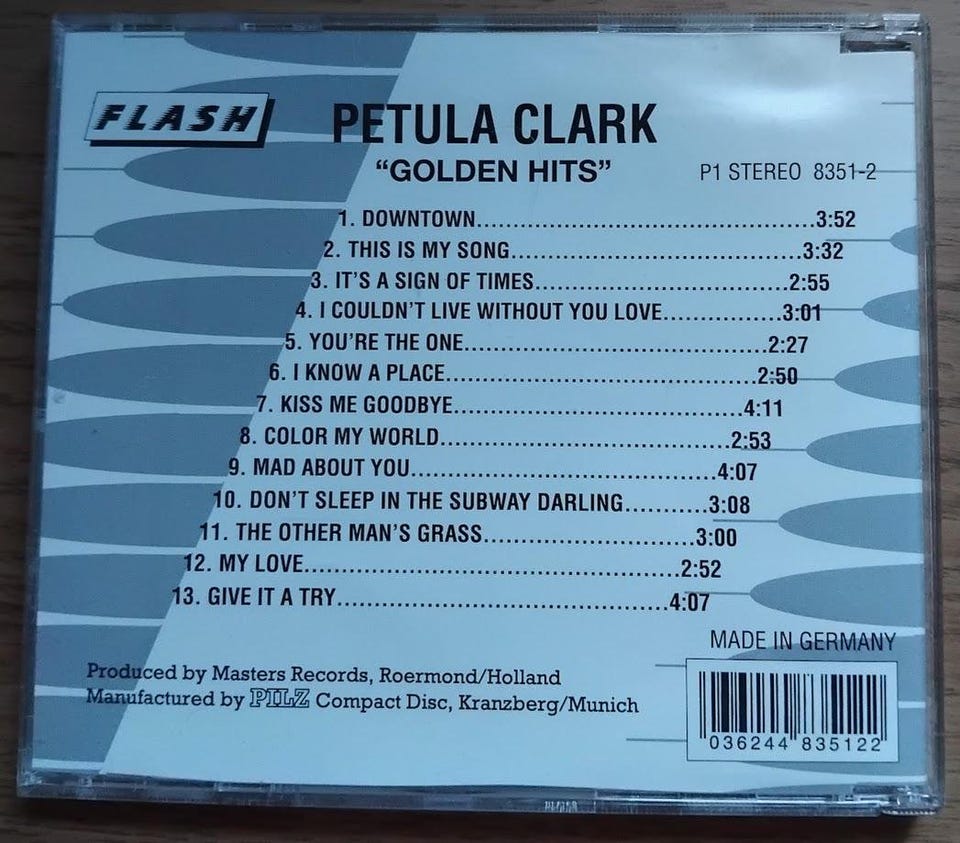 FLASH
PETULA CLARK
“GOLDEN HITS”
P1 STEREO 8351-2
1. DOWNTOWN..........................................3:52
2. THIS IS MY SONG...................................3:32
3. IT’S A SIGN OF TIMES..............................2:55
4. I COULDN’T LIVE WITHOUT YOU LOVE................3:01
5. YOU’RE THE ONE.....................................2:27
6. I KNOW A PLACE.....................................2:50
7. KISS ME GOODBYE...................................4:11
8. COLOR MY WORLD...................................2:53
9. MAD ABOUT YOU.....................................4:07
10. DON’T SLEEP IN THE SUBWAY DARLING..........3:08
11. THE OTHER MAN’S GRASS..........................3:00
12. MY LOVE.............................................2:52
13. GIVE IT A TRY........................................4:07
MADE IN GERMANY
Produced by Masters Records, Roermond/Holland
Manufactured by PILZ Compact Disc, Kranzberg/Munich
036244 835122